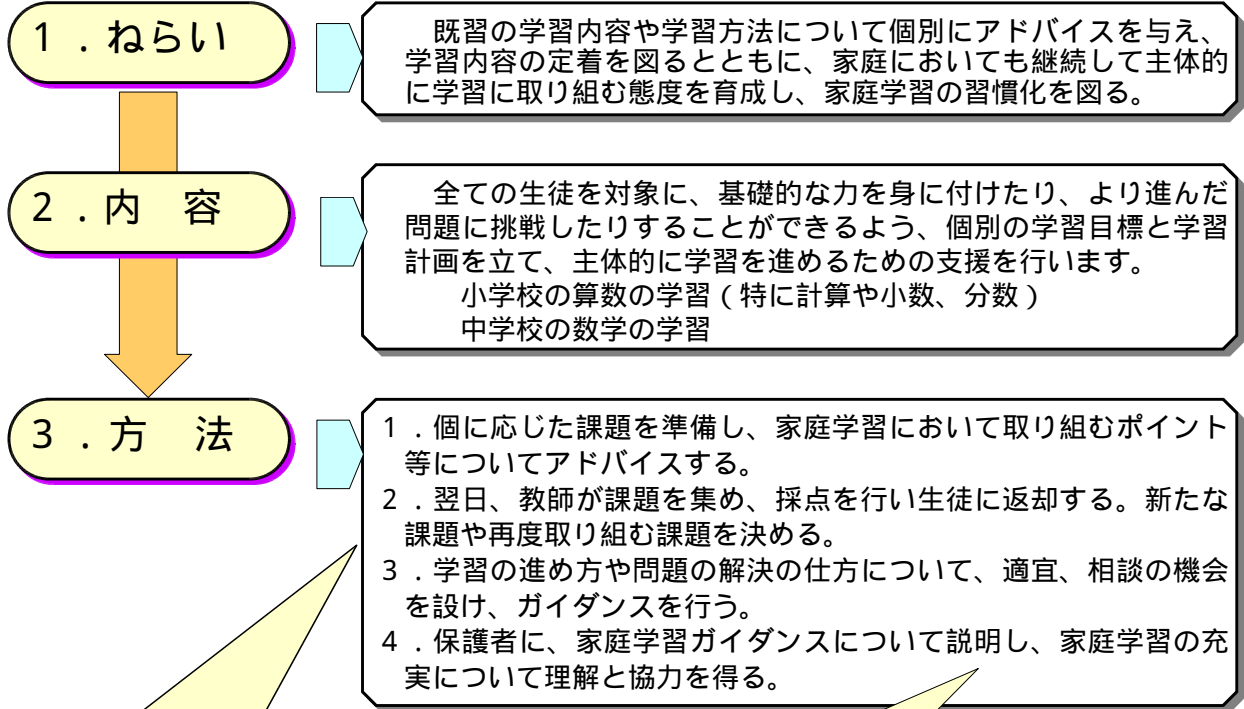 １．ねらい
既習の学習内容や学習方法について個別にアドバイスを与え、
学習内容の定着を図るとともに、家庭においても継続して主体的
に学習に取り組む態度を育成し、家庭学習の習慣化を図る。
２．内　容
全ての生徒を対象に、基礎的な力を身に付けたり、より進んだ
問題に挑戦したりすることができるよう、個別の学習目標と学習
計画を立て、主体的に学習を進めるための支援を行います。
小学校の算数の学習（特に計算や小数、分数）
中学校の数学の学習
３．方　法
１．個に応じた課題を準備し、家庭学習において取り組むポイント
等についてアドバイスする。
２．翌日、教師が課題を集め、採点を行い生徒に返却する。新たな
課題や再度取り組む課題を決める。
３．学習の進め方や問題の解決の仕方について、適宜、相談の機会
を設け、ガイダンスを行う。
４．保護者に、家庭学習ガイダンスについて説明し、家庭学習の充
実について理解と協力を得る。